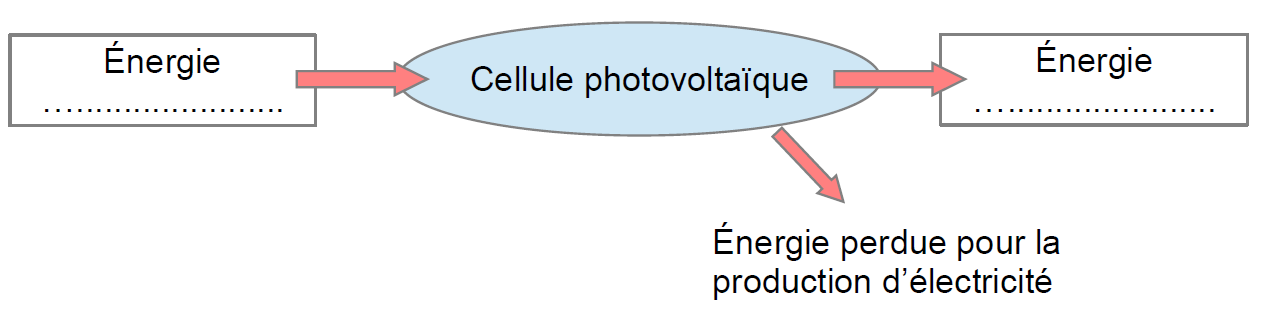 Énergie
…......................
Cellule photovoltaïque
Énergie
…......................
Énergie perdue pour la
production d’électricité